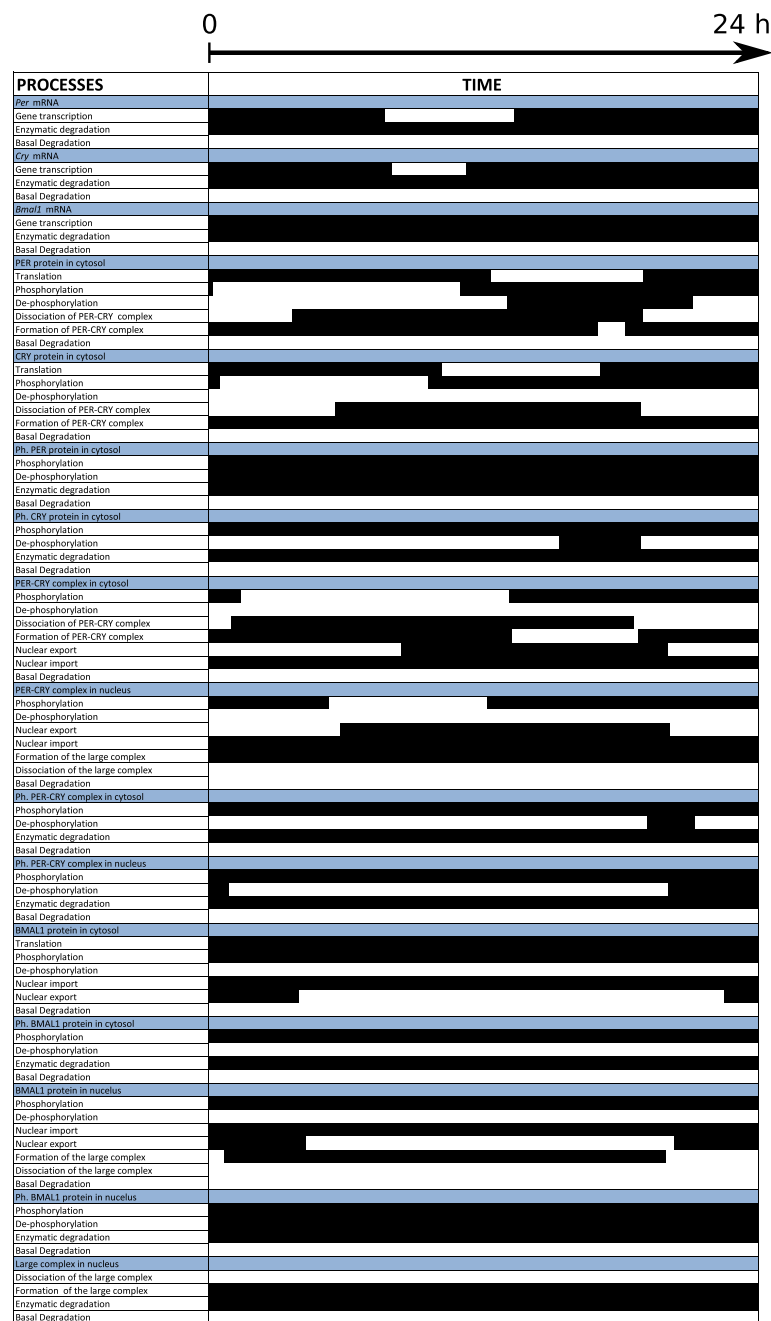 0 24 h
PROCESSES TIME
Per mRNA
Gene transcription
Enzymatic degradation
Basal Degradation
Cry mRNA
Gene transcription
Enzymatic degradation
Basal Degradation
Bmal1 mRNA
Gene transcription
Enzymatic degradation
Basal Degradation
PER protein in cytosol
Translation
Phosphorylation
De-phosphorylation
Dissociation of PER-CRY complex
Formation of PER-CRY complex
Basal Degradation
CRY protein in cytosol
Translation
Phosphorylation
De-phosphorylation
Dissociation of PER-CRY complex
Formation of PER-CRY complex
Basal Degradation
Ph. PER protein in cytosol
Phosphorylation
De-phosphorylation
Enzymatic degradation
Basal Degradation
Ph. CRY protein in cytosol
Phosphorylation
De-phosphorylation
Enzymatic degradation
Basal Degradation
PER-CRY complex in cytosol
Phosphorylation
De-phosphorylation
Dissociation of PER-CRY complex
Formation of PER-CRY complex
Nuclear export
Nuclear import
Basal Degradation
PER-CRY complex in nucleus
Phosphorylation
De-phosphorylation
Nuclear export
Nuclear import
Formation of the large complex
Dissociation of the large complex
Basal Degradation
Ph. PER-CRY complex in cytosol
Phosphorylation
De-phosphorylation
Enzymatic degradation
Basal Degradation
Ph. PER-CRY complex in nucleus
Phosphorylation
De-phosphorylation
Enzymatic degradation
Basal Degradation
BMAL1 protein in cytosol
Translation
Phosphorylation
De-phosphorylation
Nuclear import
Nuclear export
Basal Degradation
Ph. BMAL1 protein in cytosol
Phosphorylation
De-phosphorylation
Enzymatic degradation
Basal Degradation
BMAL1 protein in nucelus
Phosphorylation
De-phosphorylation
Nuclear import
Nuclear export
Formation of the large complex
Dissociation of the large complex
Basal Degradation
Ph. BMAL1 protein in nucelus
Phosphorylation
De-phosphorylation
Enzymatic degradation
Basal Degradation
Large complex in nucleus
Dissociation of the large complex
Formation of the large complex
Enzymatic degradation
Basal Degradation